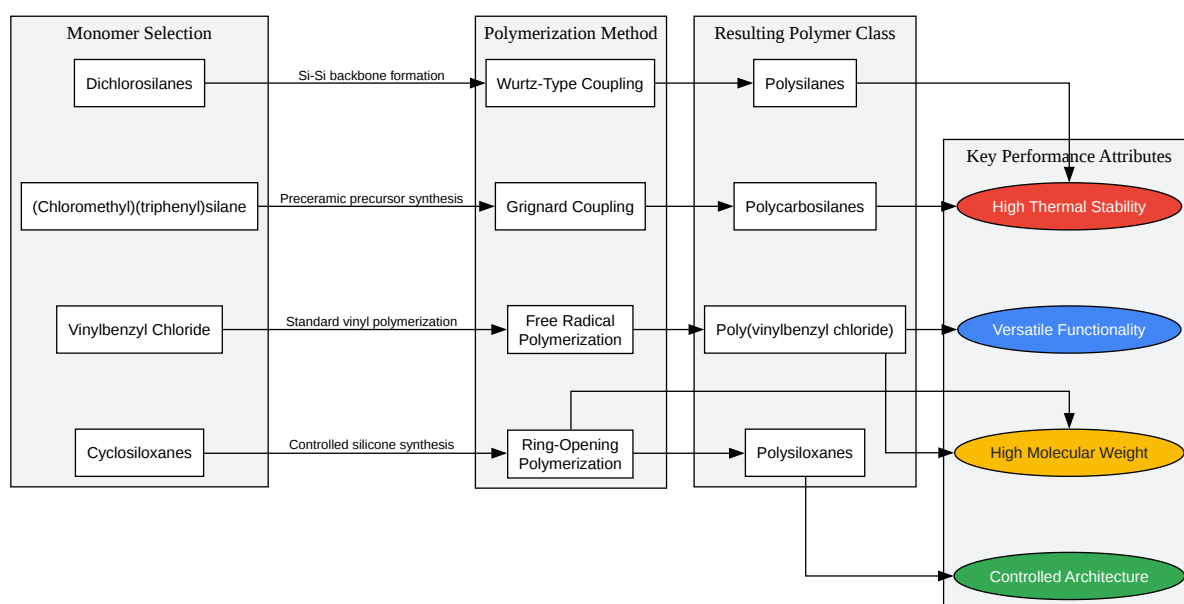 Monomer Selection
Polymerization Method
Resulting Polymer Class
Dichlorosilanes
Si-Si backbone formation
Wurtz-Type Coupling
Polysilanes
Key Performance Attributes
(Chloromethyl)(triphenyl)silane
Preceramic precursor synthesis
Grignard Coupling
Polycarbosilanes
High Thermal Stability
Vinylbenzyl Chloride
Standard vinyl polymerization
Free Radical
Polymerization
Poly(vinylbenzyl chloride)
Versatile Functionality
Cyclosiloxanes
Controlled silicone synthesis
Ring-Opening
Polymerization
Polysiloxanes
High Molecular Weight
Controlled Architecture